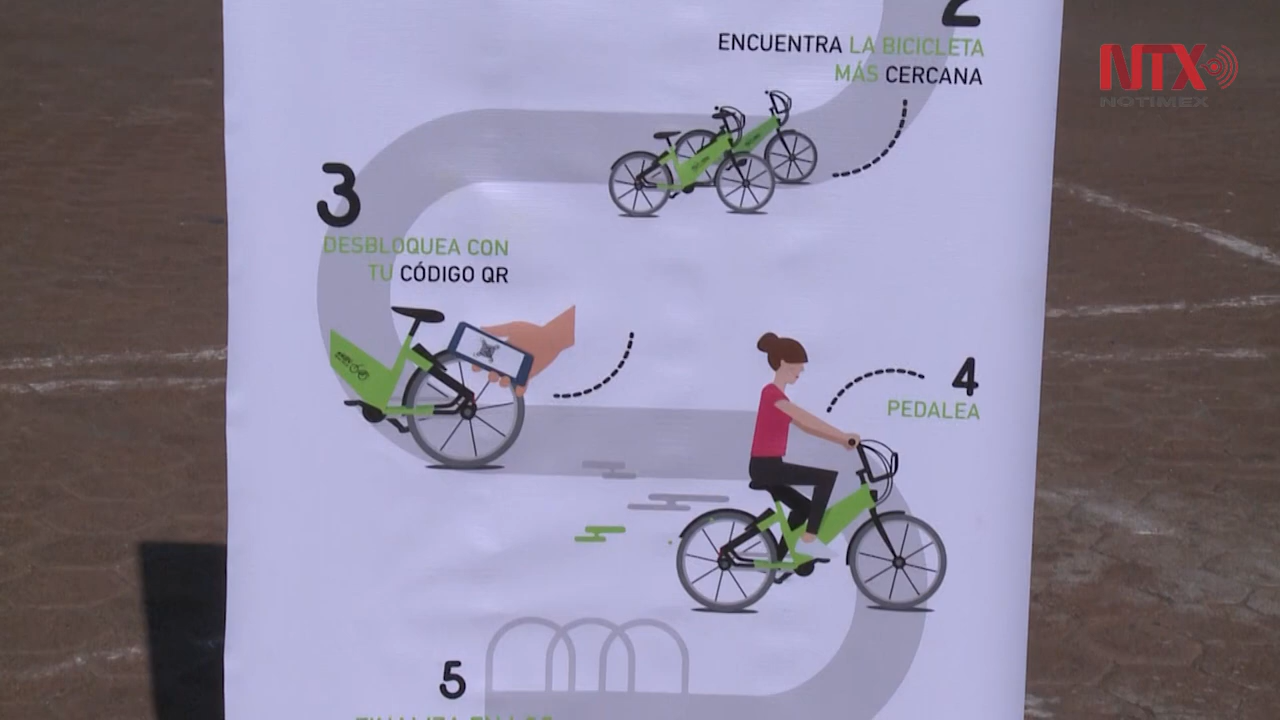 2
ENCUENTRA LA BICICLETA
MÁS CERCANA
NTX
NOTIMEX
3
DESBLOQUEA CON
TU CÓDIGO QR
4
PEDALEA
5